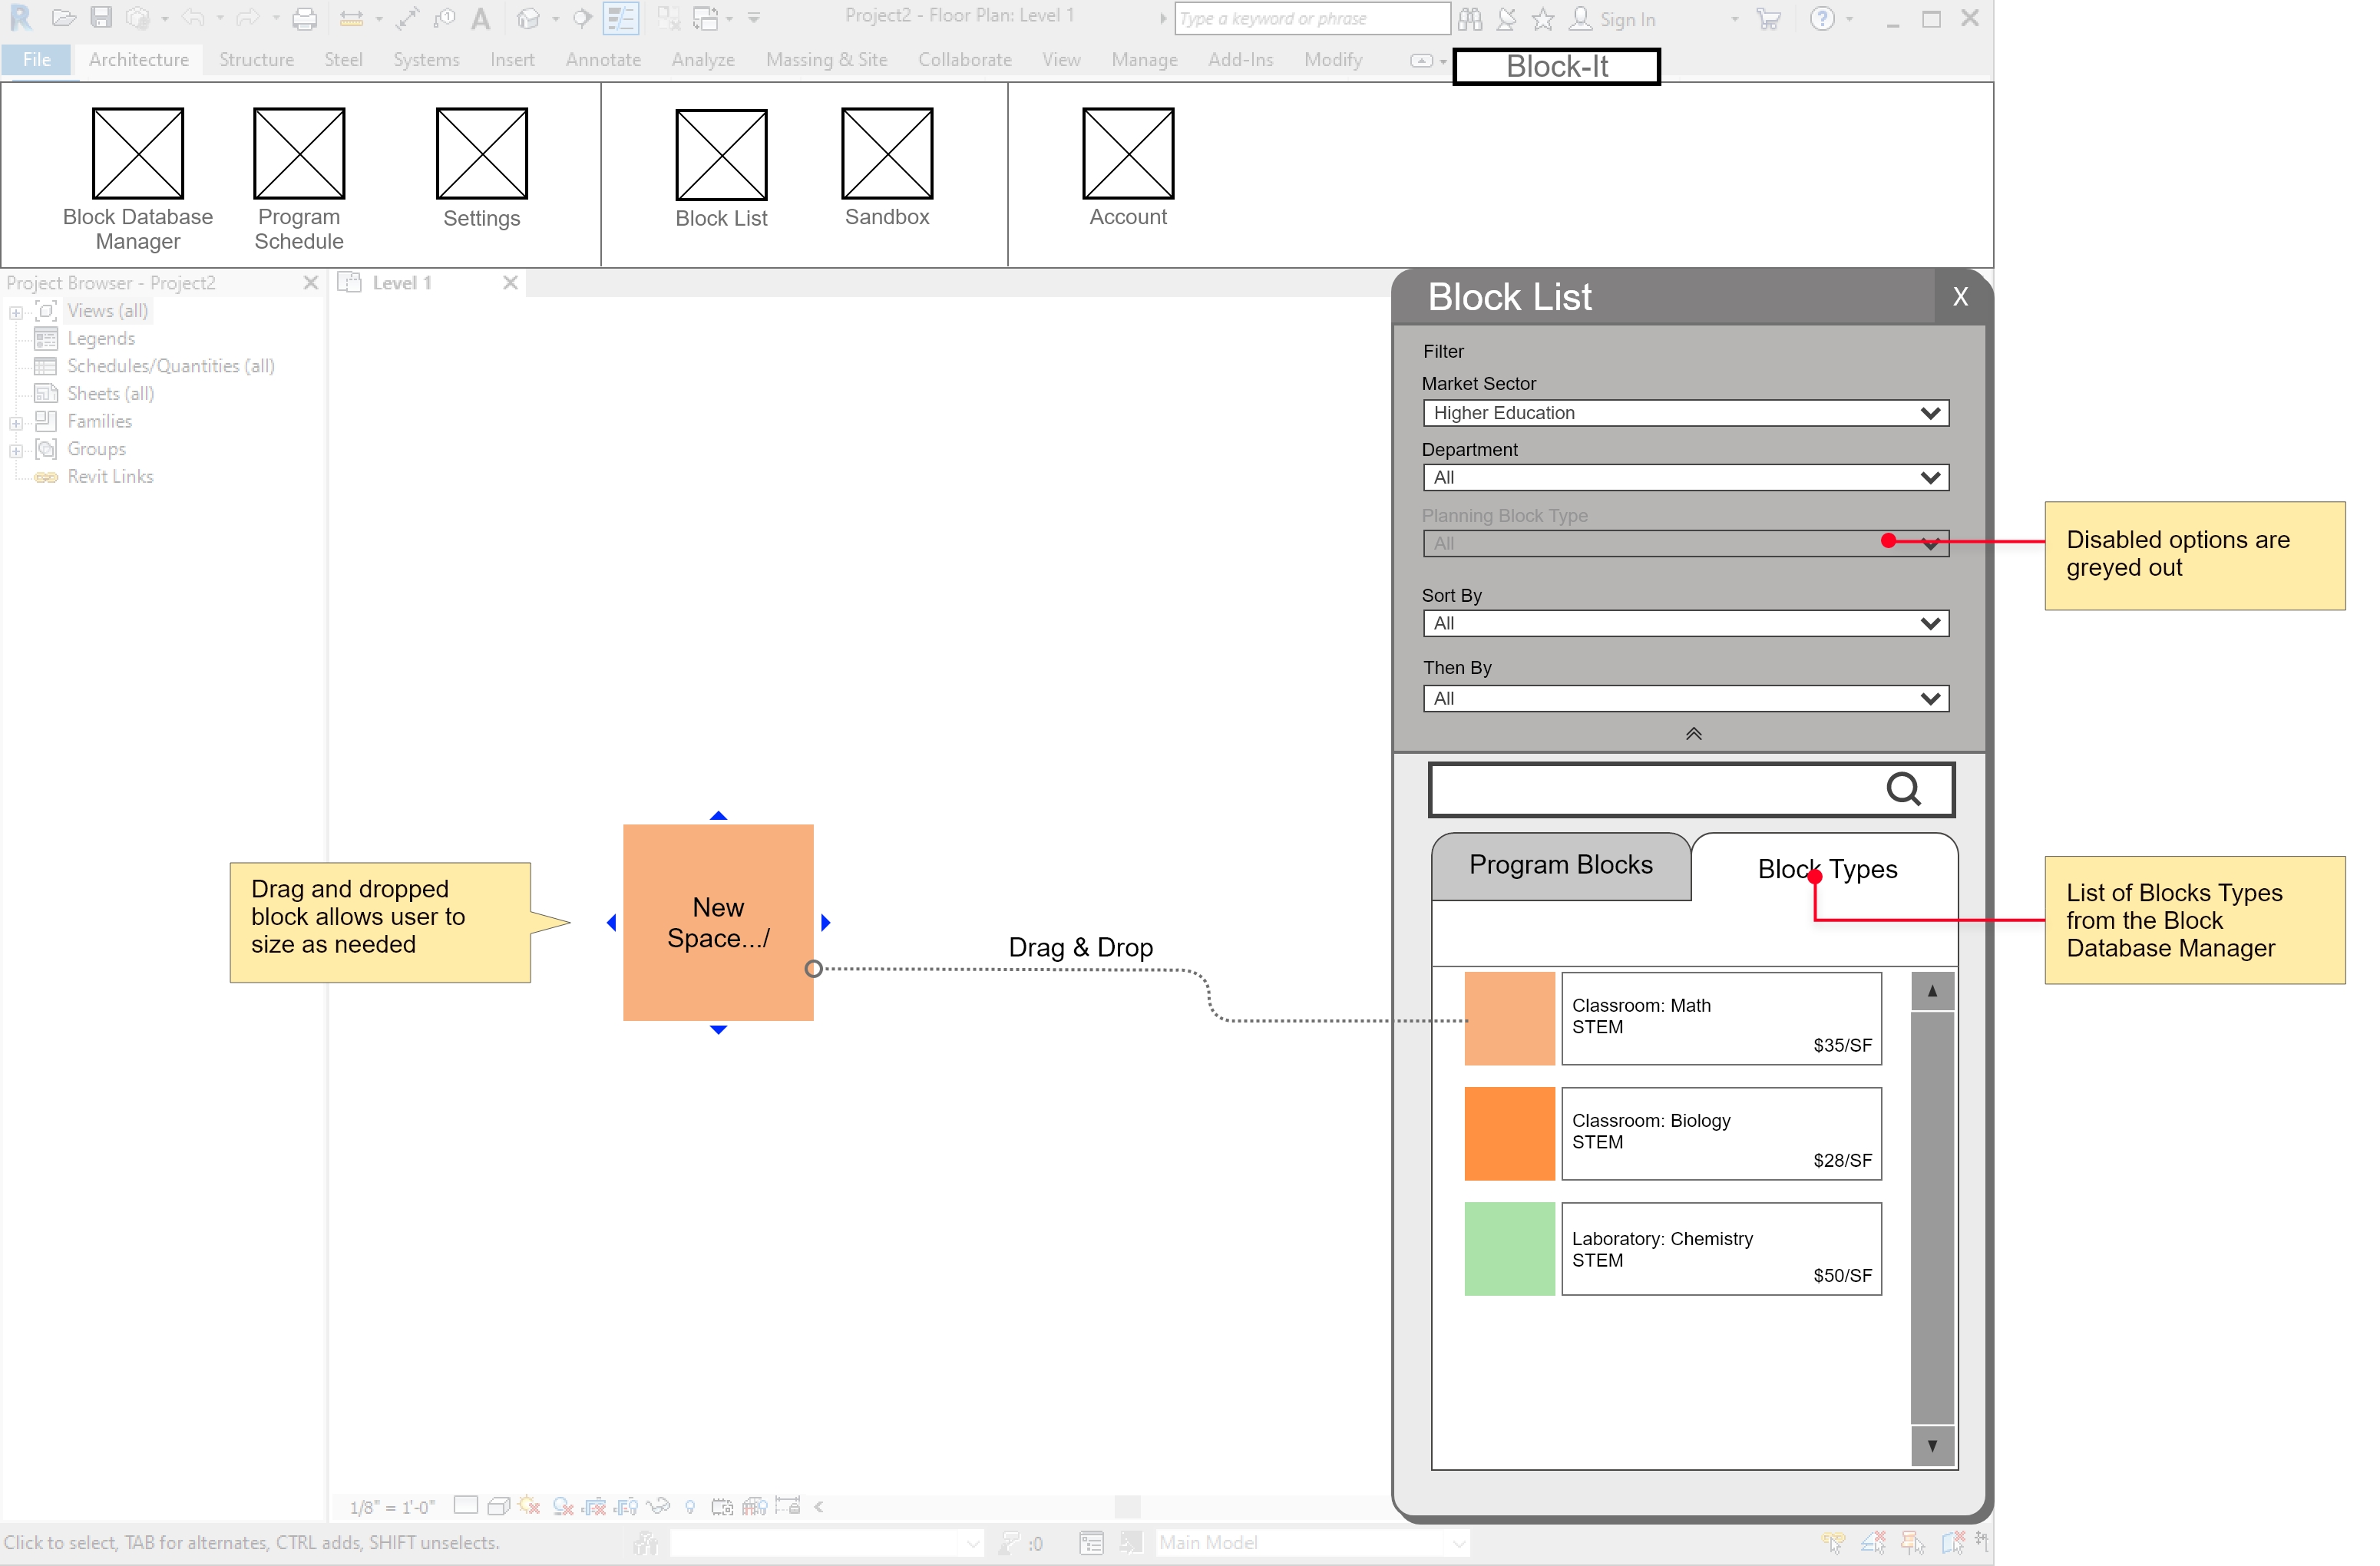 Project2 - Floor Plan: Level 1
Type a keyword or phrase
Sign In
File
Architecture
Structure
Steel
Systems
Insert
Annotate
Analyze
Massing & Site
Collaborate
View
Manage
Add-Ins
Modify
Block-It
Block Database
Manager
Program
Schedule
Settings
Block List
Sandbox
Account
Project Browser - Project2
Views (all)
Legends
Schedules/Quantities (all)
Sheets (all)
Families
Groups
Revit Links
Level 1
Block List
X
Filter
Market Sector
Higher Education
Department
All
Planning Block Type
All
Sort By
All
Then By
All
Disabled options are
greyed out
Program Blocks
Block Types
List of Blocks Types
from the Block
Database Manager
Drag and dropped
block allows user to
size as needed
New
Space.../
Drag & Drop
Classroom: Math
STEM
$35/SF
Classroom: Biology
STEM
$28/SF
Laboratory: Chemistry
STEM
$50/SF
1/8" = 1'-0"
Click to select, TAB for alternates, CTRL adds, SHIFT unselects.
:0
Main Model